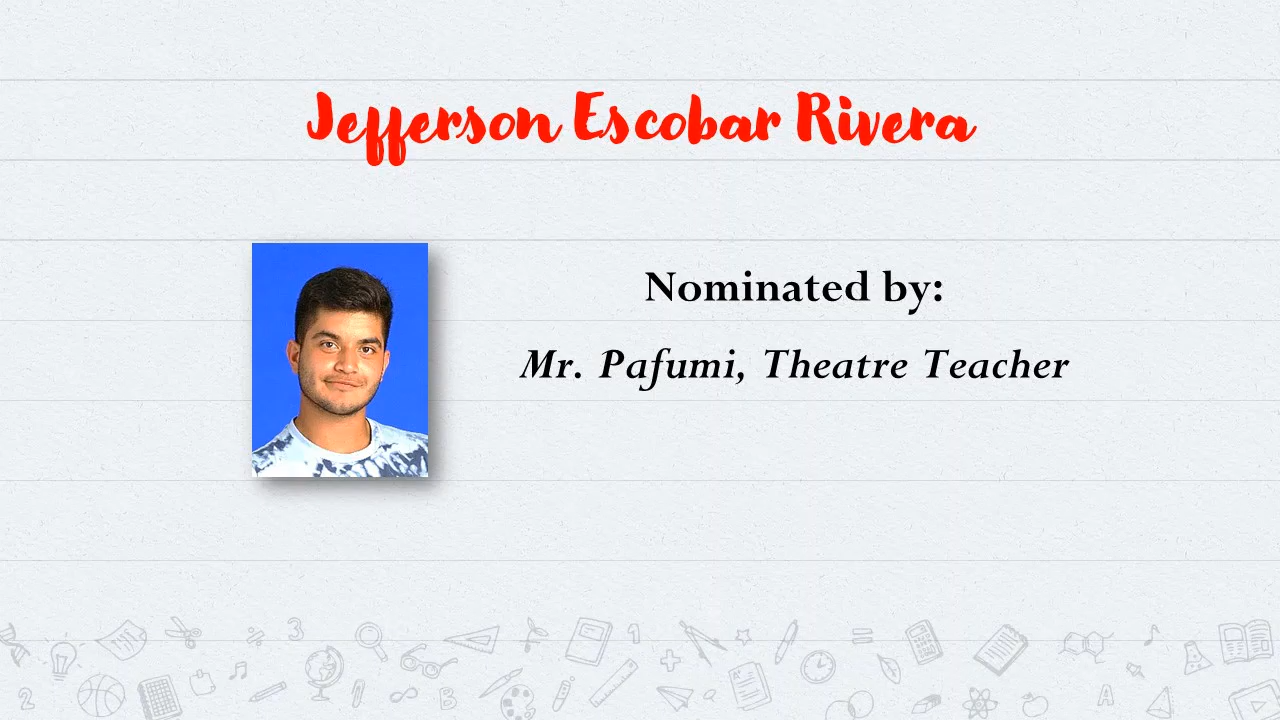 Jefferson Escobar Rivera
Nominated by:
Mr. Pafumi, Theatre Teacher